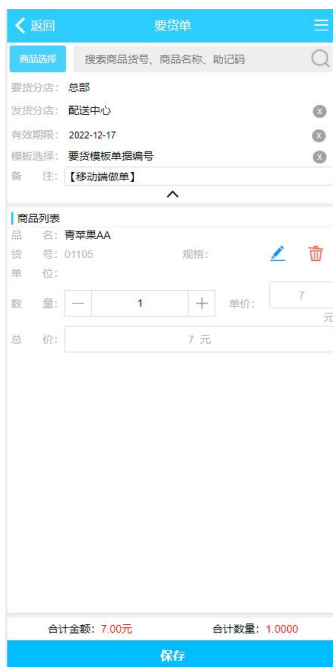 返回 要货单
商品选择 搜索商品货号、商品名称、助记码
要货分店: 总部
发货分店: 配送中心
有效期限: 2022-12-17
模板选择: 要货模板单据编号
备 注: 【移动端做单】
商品列表
品 名: 青苹果AA
货 号: 01105 规格:
单 位:
数 量: — 1 + 单价: 7
元
总 价: 7 元
合计金额: 7.00元 合计数量: 1.0000
保存